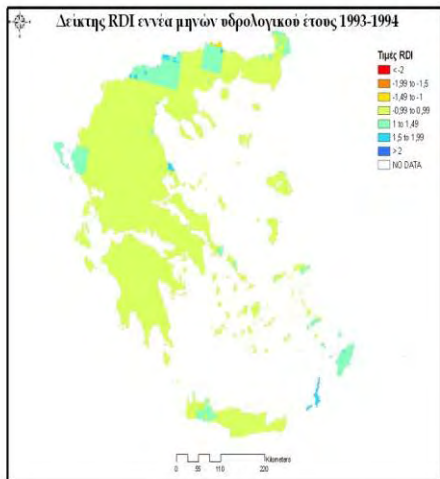 Δείκτης RDI εννέα μηνών υδρολογικού έτους 1993-1994
Τιμές RDI
< -2
-1,99 to -1,5
-1,49 to -1
-0,99 to 0,99
1 to 1,49
1,5 to 1,99
> 2
NO DATA
Kilometers
0 55 110 220